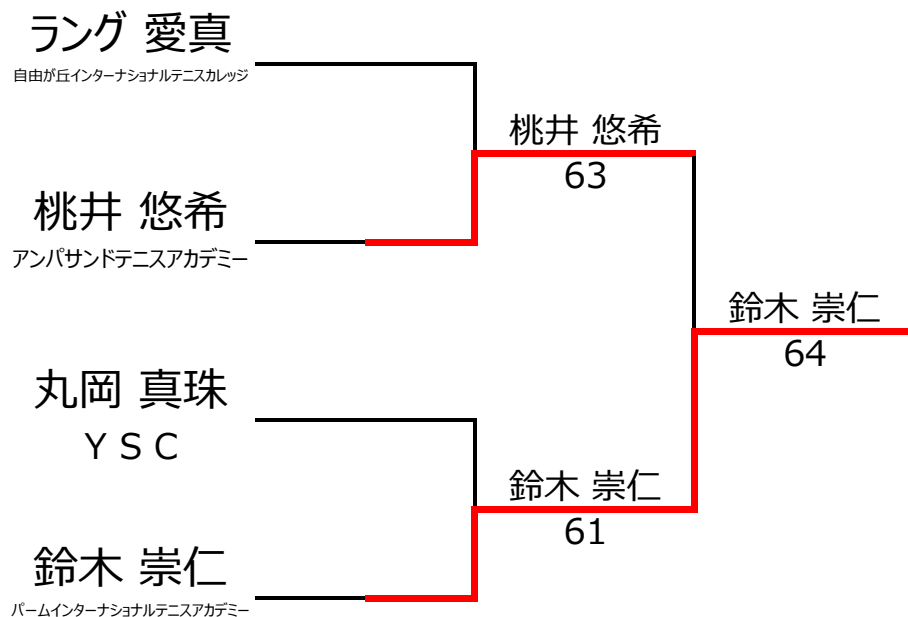 ラング 愛真
自由が丘インターナショナルテニスカレッジ
桃井 悠希
63
桃井 悠希
アンパサンドテニスアカデミー
鈴木 崇仁
64
丸岡 真珠
ＹＳＣ
鈴木 崇仁
61
鈴木 崇仁
パームインターナショナルテニスアカデミー